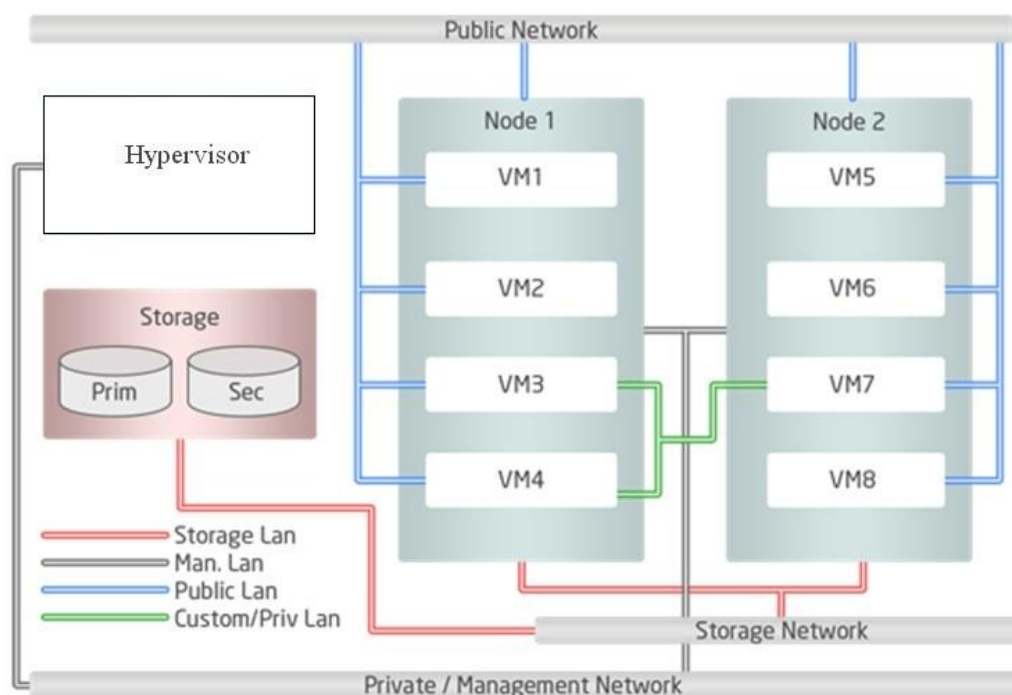 Public Network
Hypervisor
Node 1
VM1
VM2
VM3
VM4
Node 2
VM5
VM6
VM7
VM8
Storage
Prim
Sec
Storage Lan
Man. Lan
Public Lan
Custom/Priv Lan
Storage Network
Private / Management Network